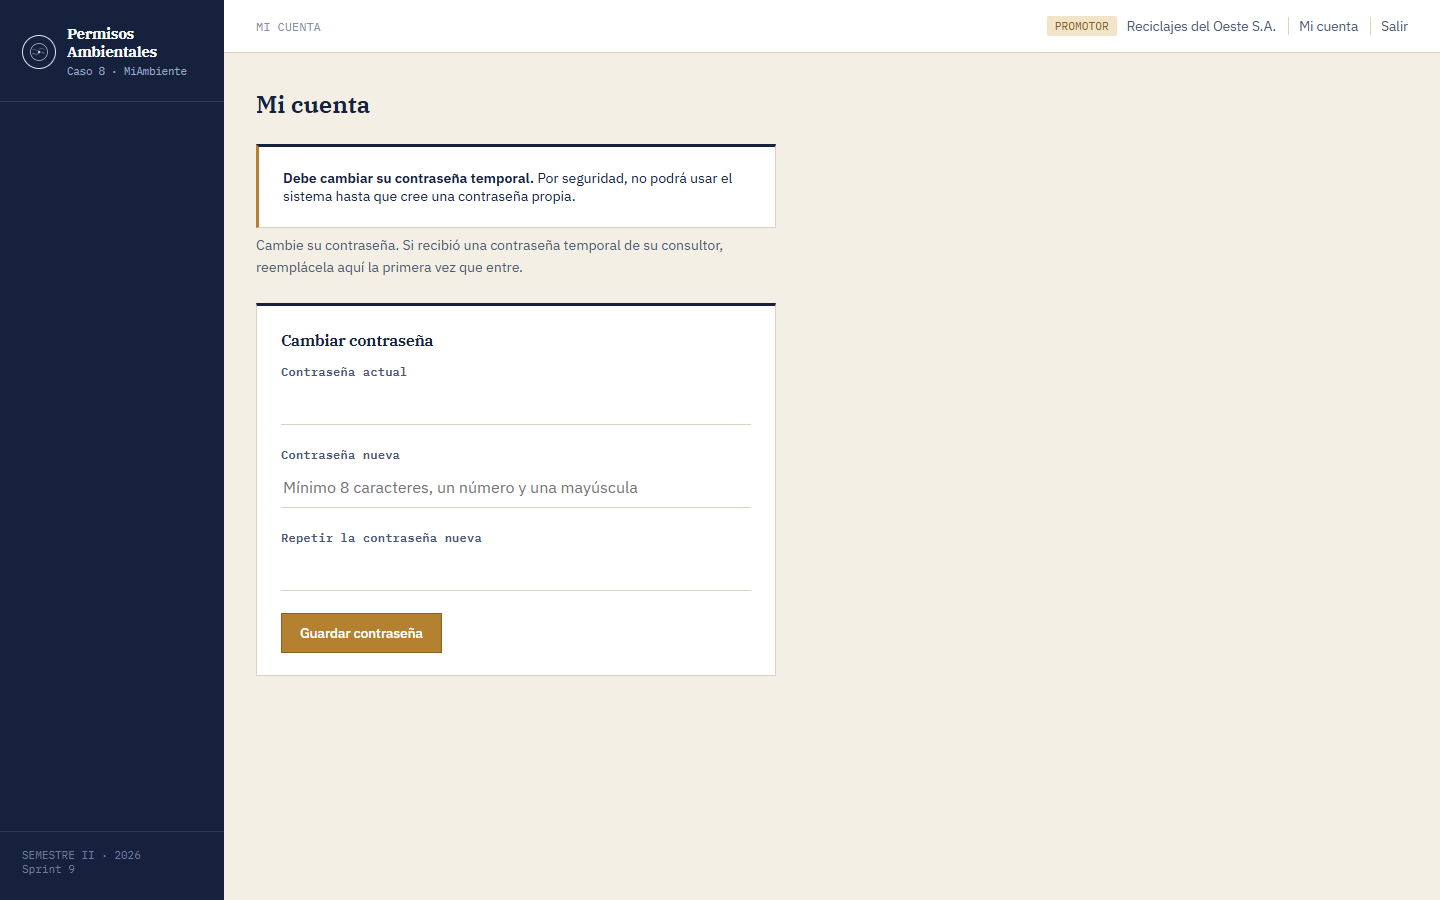 Permisos
Ambientales
Caso 8 · MiAmbiente
MI CUENTA
PROMOTOR
Reciclajes del Oeste S.A.
Mi cuenta
Salir
Mi cuenta
Debe cambiar su contraseña temporal. Por seguridad, no podrá usar el
sistema hasta que cree una contraseña propia.
Cambie su contraseña. Si recibió una contraseña temporal de su consultor,
reemplácela aquí la primera vez que entre.
Cambiar contraseña
Contraseña actual
Contraseña nueva
Mínimo 8 caracteres, un número y una mayúscula
Repetir la contraseña nueva
Guardar contraseña
SEMESTRE II · 2026
Sprint 9